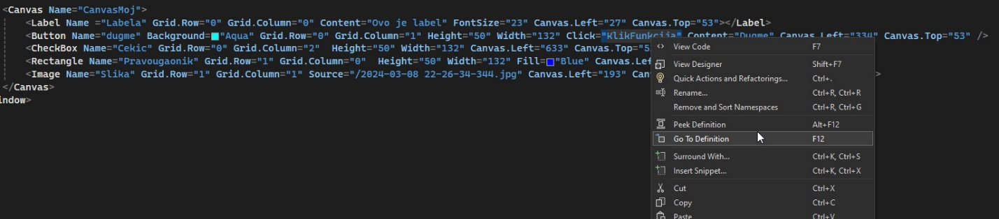 <Canvas Name="CanvasMoj">
<Label Name ="Labela" Grid.Row="0" Grid.Column="0" Content="Ovo je label" FontSize="23" Canvas.Left="27" Canvas.Top="53"></Label>
<Button Name="dugme" Background="Aqua" Grid.Row="0" Grid.Column="1" Height="50" Width="132" Click="KlikFunkcija" Content="Dugme" Canvas.Left="334" Canvas.Top="53" />
<CheckBox Name="Cekic" Grid.Row="0" Grid.Column="2"  Height="50" Width="132" Canvas.Left="633" Canvas.Top="5
<Rectangle Name="Pravougaonik" Grid.Row="1" Grid.Column="0"  Height="50" Width="132" Fill="Blue" Canvas.Lef
<Image Name="Slika" Grid.Row="1" Grid.Column="1" Source="/2024-03-08 22-26-34-344.jpg" Canvas.Left="193" Can >
</Canvas>
indow>
View Code F7
View Designer Shift+F7
Quick Actions and Refactorings... Ctrl+.
Rename... Ctrl+R, Ctrl+R
Remove and Sort Namespaces Ctrl+R, Ctrl+G
Peek Definition Alt+F12
Go To Definition F12
Surround With... Ctrl+K, Ctrl+S
Insert Snippet... Ctrl+K, Ctrl+X
Cut Ctrl+X
Copy Ctrl+C
Paste Ctrl+V